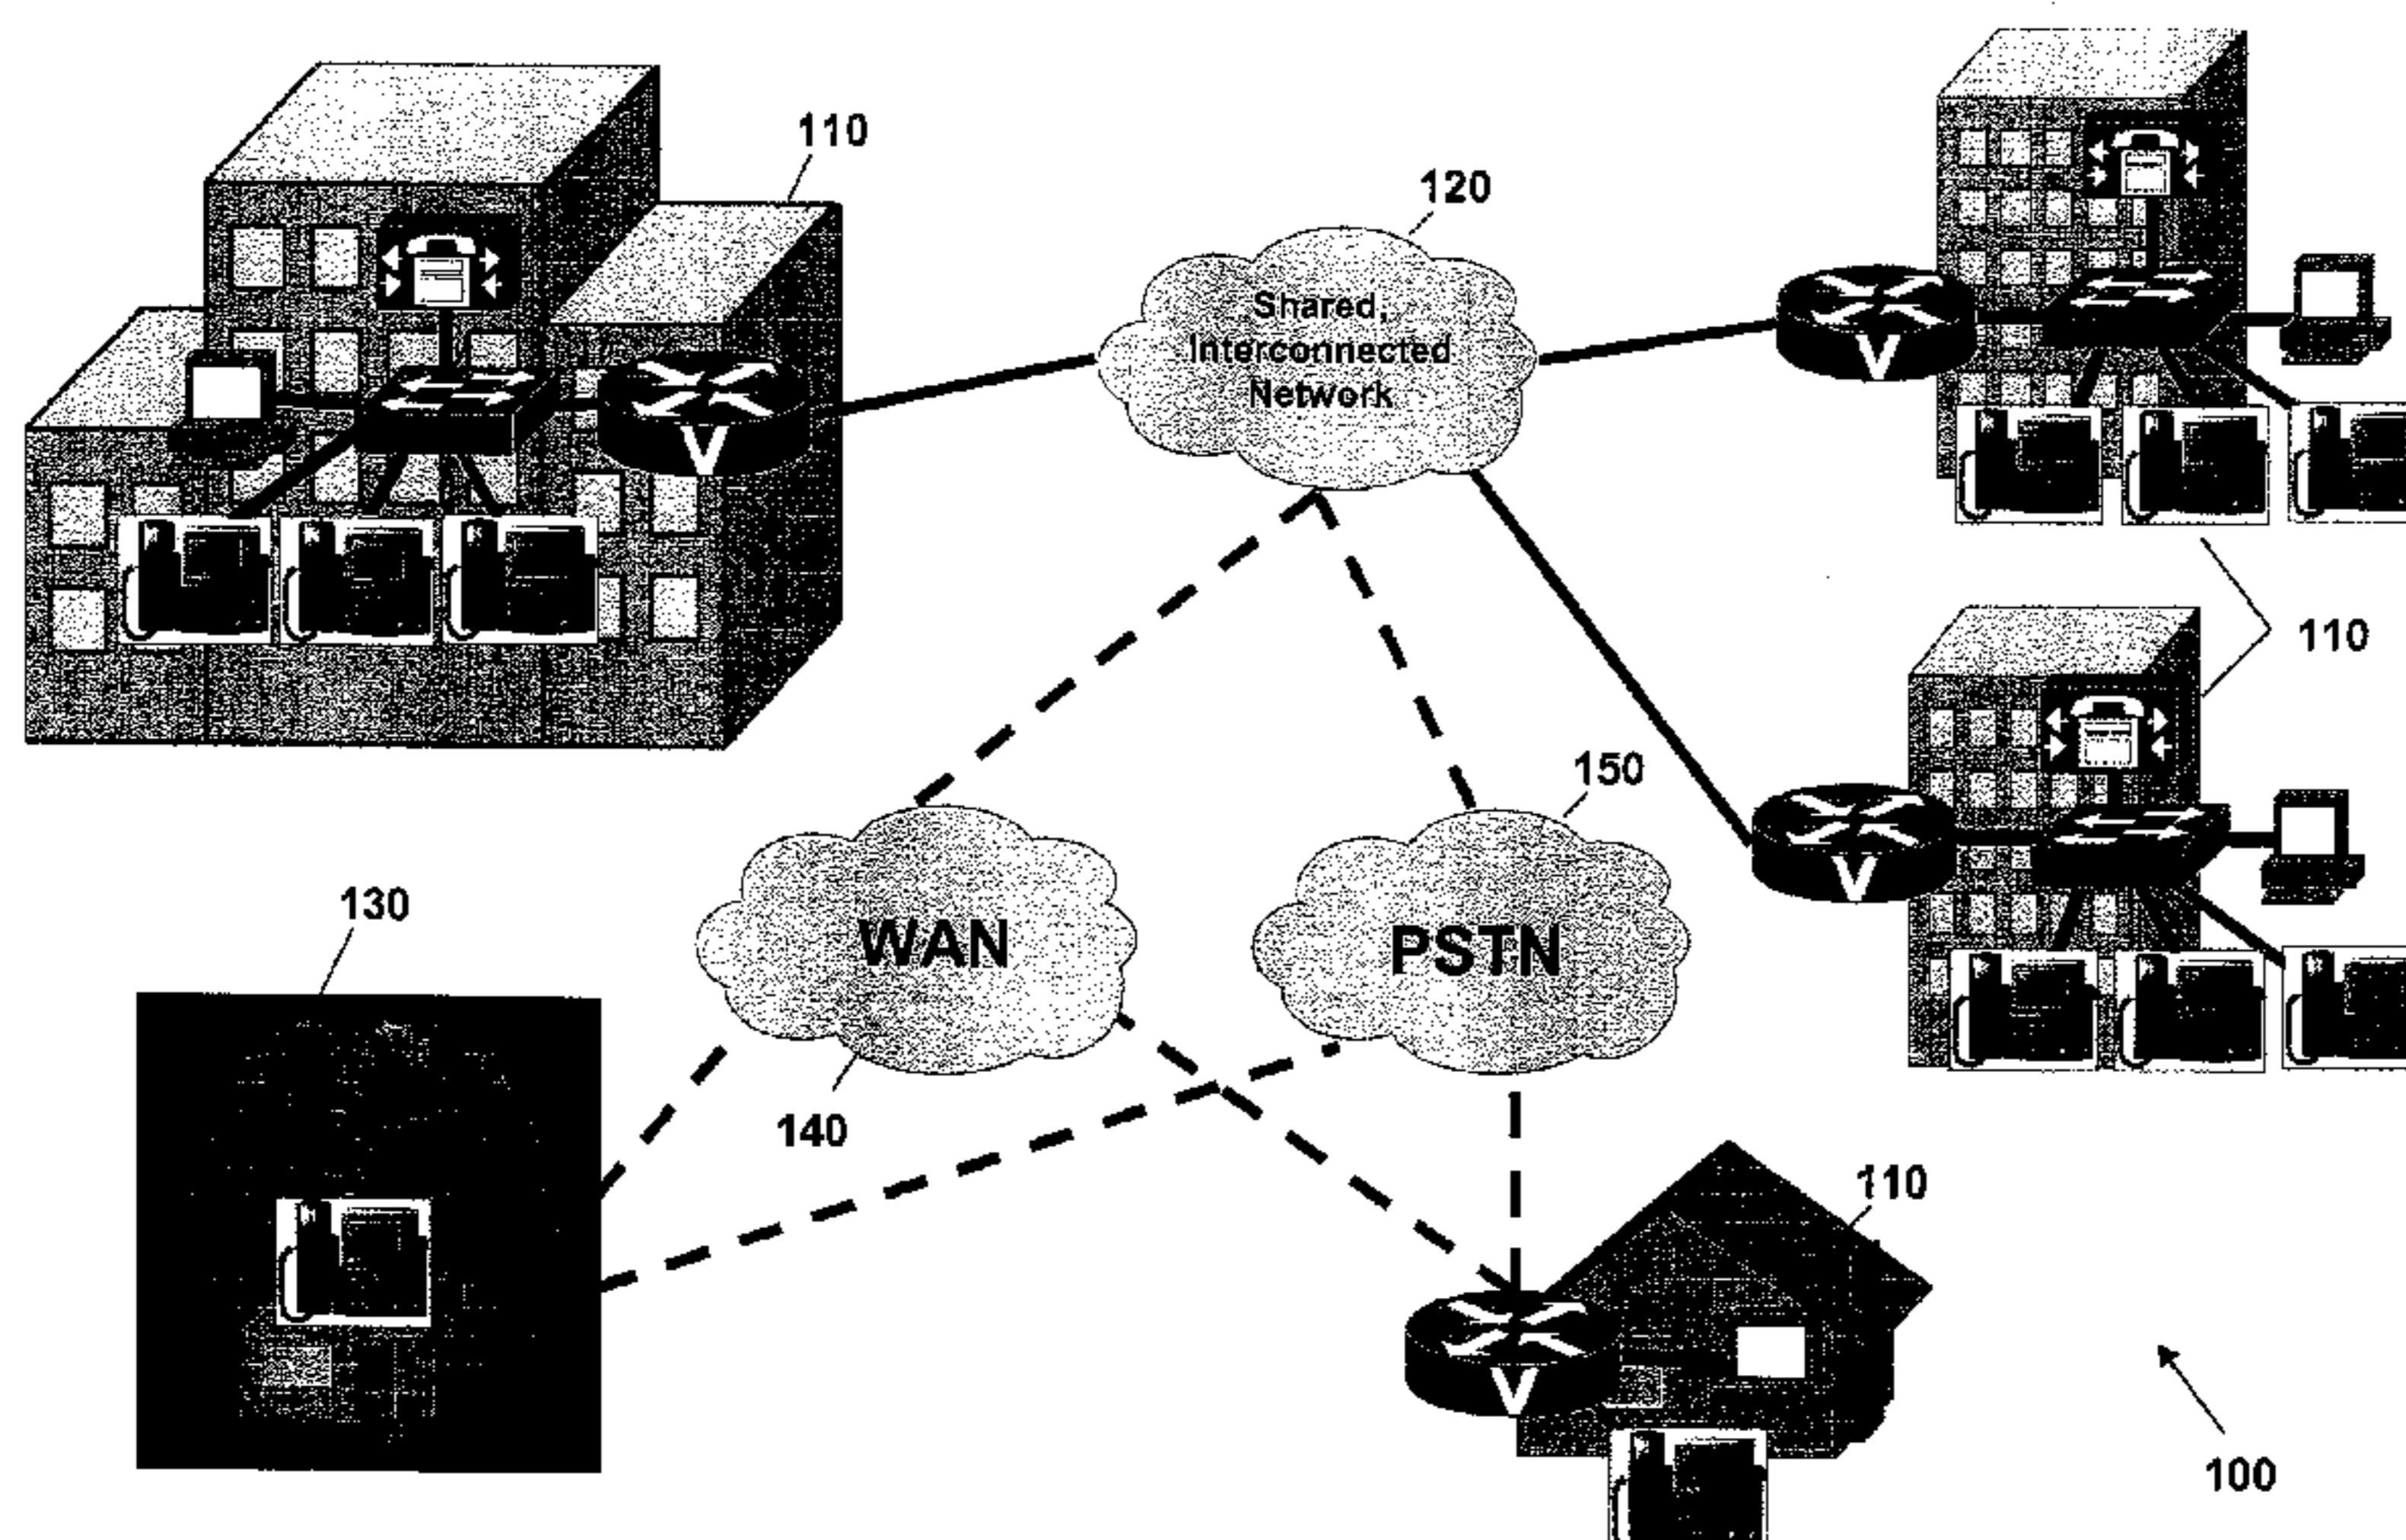 110
120
Shared,
Interconnected
Network
V
V
110
150
V
130
WAN
PSTN
140
110
V
100